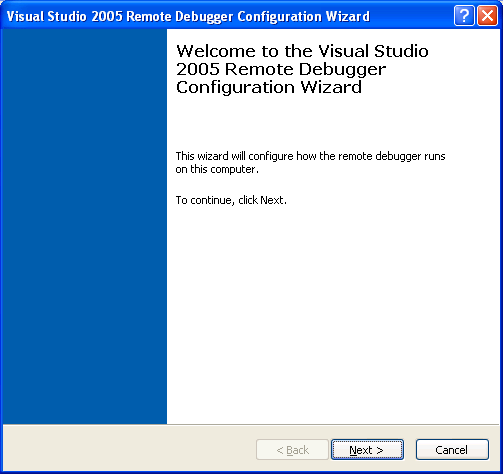 Visual Studio 2005 Remote Debugger Configuration Wizard
Welcome to the Visual Studio
2005 Remote Debugger
Configuration Wizard
This wizard will configure how the remote debugger runs
on this computer.
To continue, click Next.
< Back
Next >
Cancel